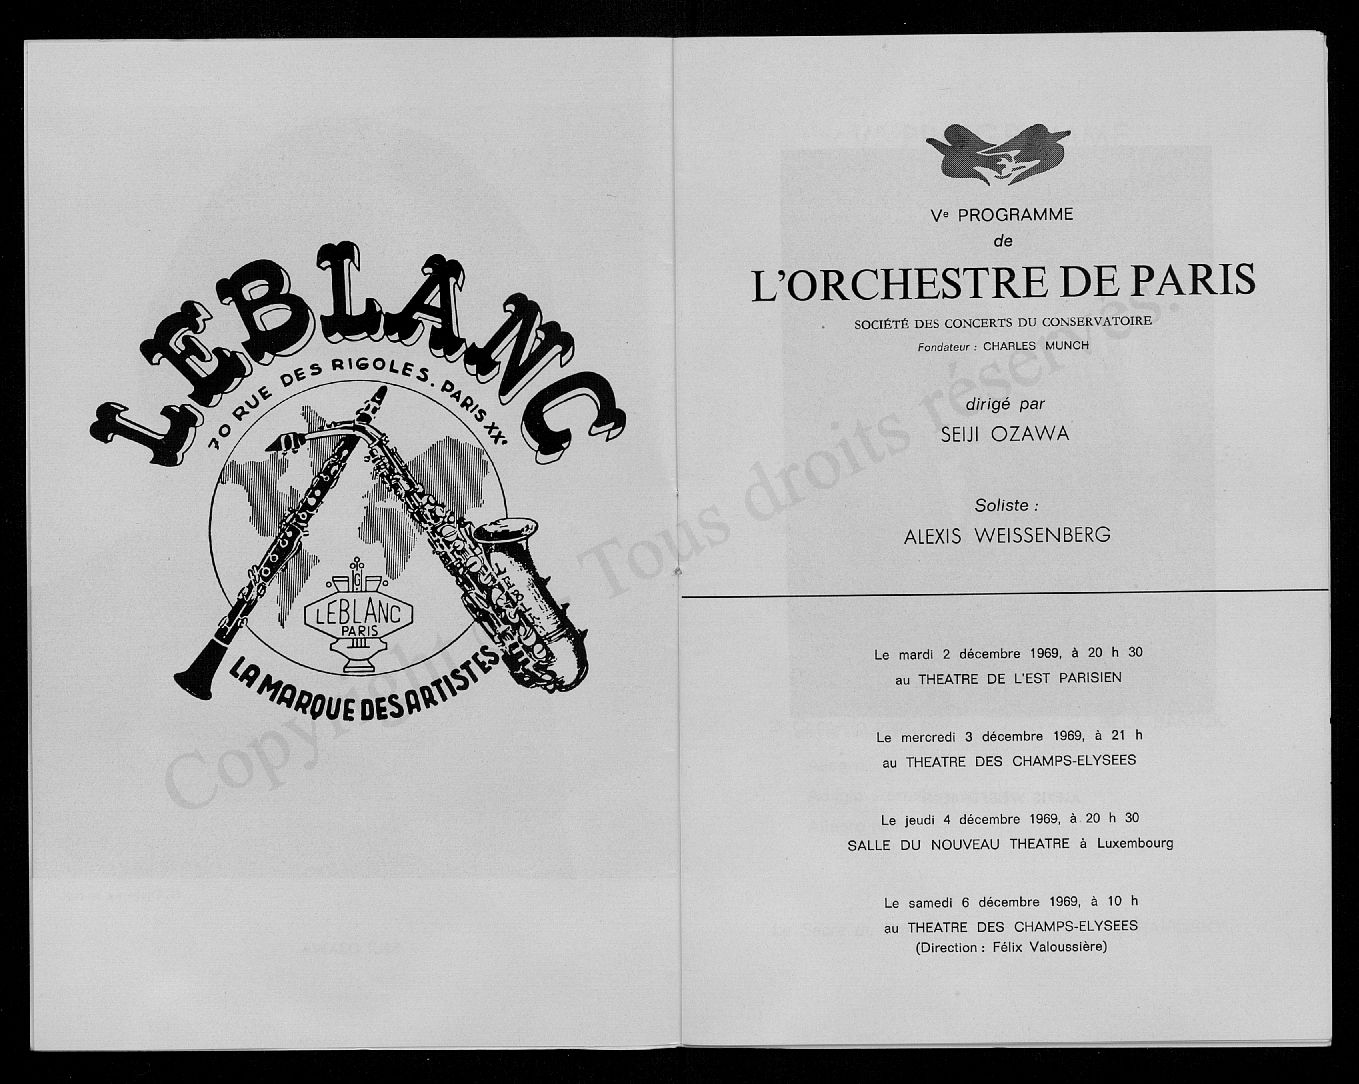 LEBLANC
70 RUE DES RIGOLES. PARIS XXe
G
LEBLANC
PARIS
LA MARQUE DES ARTISTES
Ve PROGRAMME
de
L'ORCHESTRE DE PARIS
SOCIÉTÉ DES CONCERTS DU CONSERVATOIRE
Fondateur : CHARLES MUNCH
dirigé par
SEIJI OZAWA
Soliste :
ALEXIS WEISSENBERG
Le mardi 2 décembre 1969, à 20 h 30
au THEATRE DE L'EST PARISIEN
Le mercredi 3 décembre 1969, à 21 h
au THEATRE DES CHAMPS-ELYSEES
Le jeudi 4 décembre 1969, à 20 h 30
SALLE DU NOUVEAU THEATRE à Luxembourg
Le samedi 6 décembre 1969, à 10 h
au THEATRE DES CHAMPS-ELYSEES
(Direction : Félix Valoussière)
Copyright - Tous droits réservés.